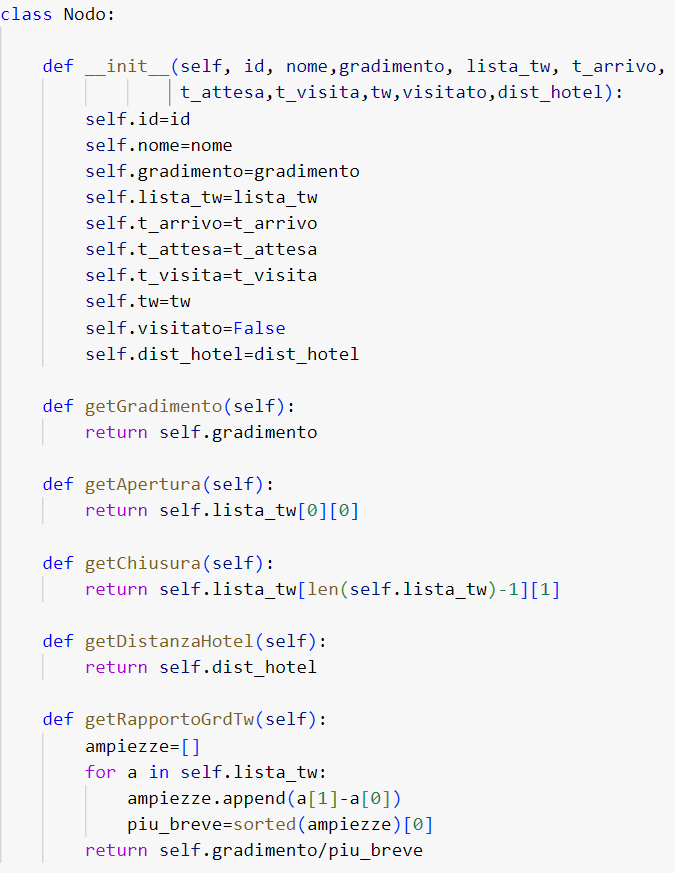 class Nodo:
    def __init__(self, id, nome,gradimento, lista_tw, t_arrivo,
                 t_attesa,t_visita,tw,visitato,dist_hotel):
        self.id=id
        self.nome=nome
        self.gradimento=gradimento
        self.lista_tw=lista_tw
        self.t_arrivo=t_arrivo
        self.t_attesa=t_attesa
        self.t_visita=t_visita
        self.tw=tw
        self.visitato=False
        self.dist_hotel=dist_hotel
    def getGradimento(self):
        return self.gradimento
    def getApertura(self):
        return self.lista_tw[0][0]
    def getChiusura(self):
        return self.lista_tw[len(self.lista_tw)-1][1]
    def getDistanzaHotel(self):
        return self.dist_hotel
    def getRapportoGrdTw(self):
        ampiezze=[]
        for a in self.lista_tw:
            ampiezze.append(a[1]-a[0])
            piu_breve=sorted(ampiezze)[0]
        return self.gradimento/piu_breve